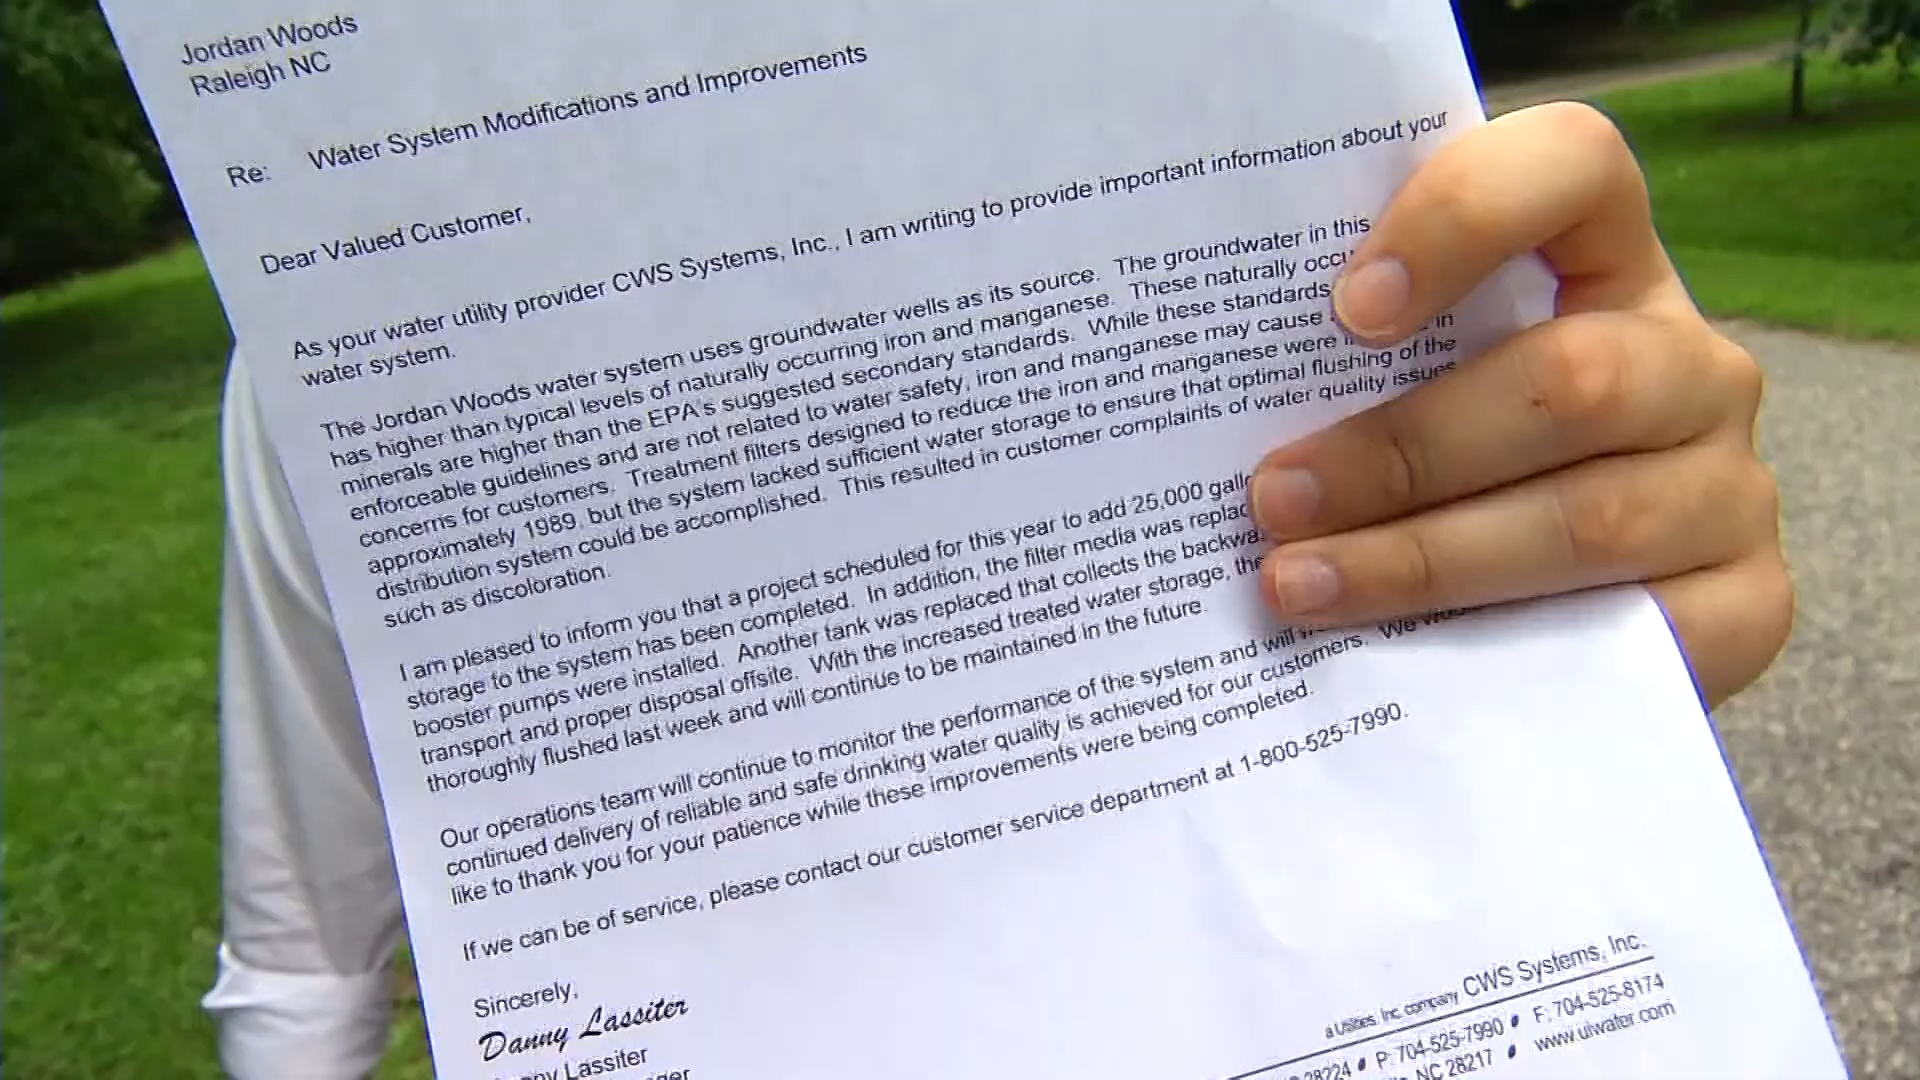 Jordan Woods
Raleigh NC
Re: Water System Modifications and Improvements
Dear Valued Customer,
As your water utility provider CWS Systems, Inc., I am writing to provide important information about your
water system.
The Jordan Woods water system uses groundwater wells as its source. The groundwater in this
has higher than typical levels of naturally occurring iron and manganese. These naturally
minerals are higher than the EPA's suggested secondary standards. While these standards
enforceable guidelines and are not related to water safety, iron and manganese may cause
concerns for customers. Treatment filters designed to reduce the iron and manganese were in
approximately 1989, but the system lacked sufficient water storage to ensure that optimal flushing of the
distribution system could be accomplished. This resulted in customer complaints of water quality issues
such as discoloration.
I am pleased to inform you that a project scheduled for this year to add 25,000
storage to the system has been completed. In addition, the filter media was
booster pumps were installed. Another tank was replaced that collects the
transport and proper disposal offsite. With the increased treated water storage,
thoroughly flushed last week and will continue to be maintained in the future.
Our operations team will continue to monitor the performance of the system and will
continued delivery of reliable and safe drinking water quality is achieved for our customers. We
like to thank you for your patience while these improvements were being completed.
If we can be of service, please contact our customer service department at 1-800-525-7990.
Sincerely,
Danny Lassiter
Lassiter
a Utilities, Inc. company CWS Systems, Inc.
28224 • P: 704-525-7990 • F: 704-525-8174
NC 28217 • www.uiwater.com